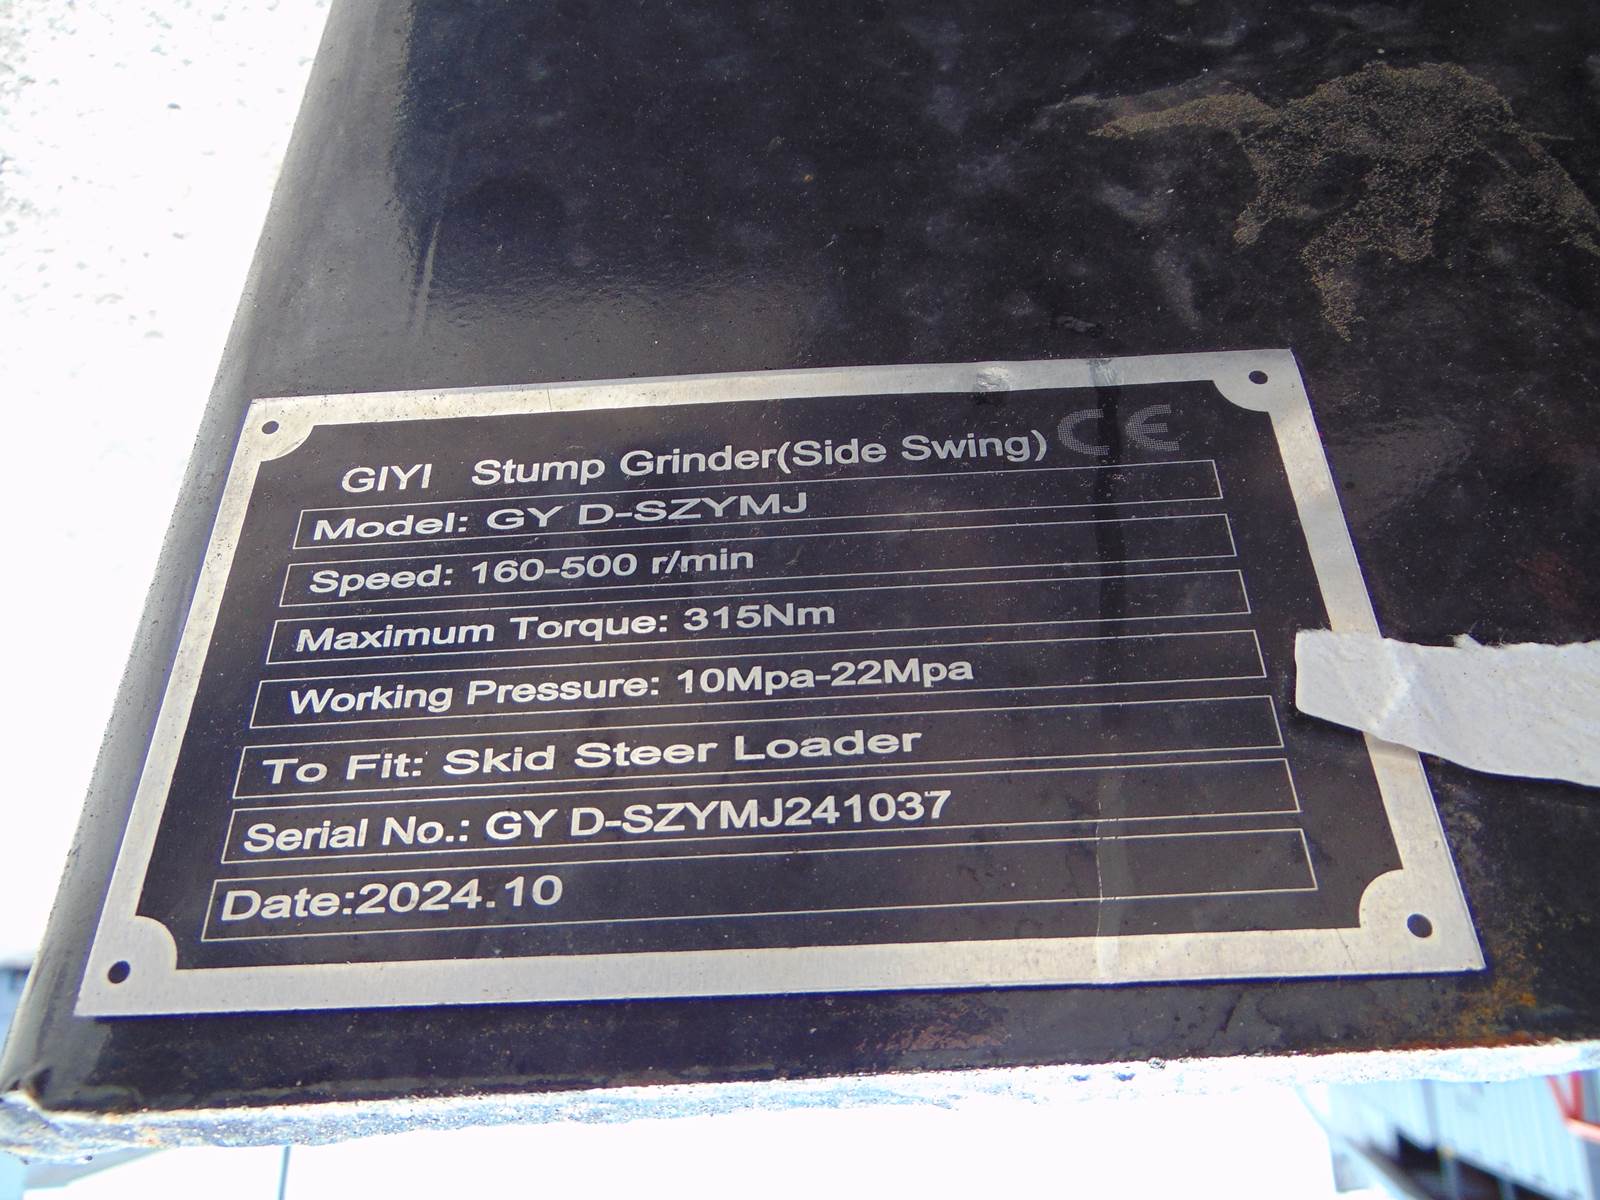 GIYI Stump Grinder(Side Swing) CE
Model: GY D-SZYMJ
Speed: 160-500 r/min
Maximum Torque: 315Nm
Working Pressure: 10Mpa-22Mpa
To Fit: Skid Steer Loader
Serial No.: GY D-SZYMJ241037
Date:2024.10